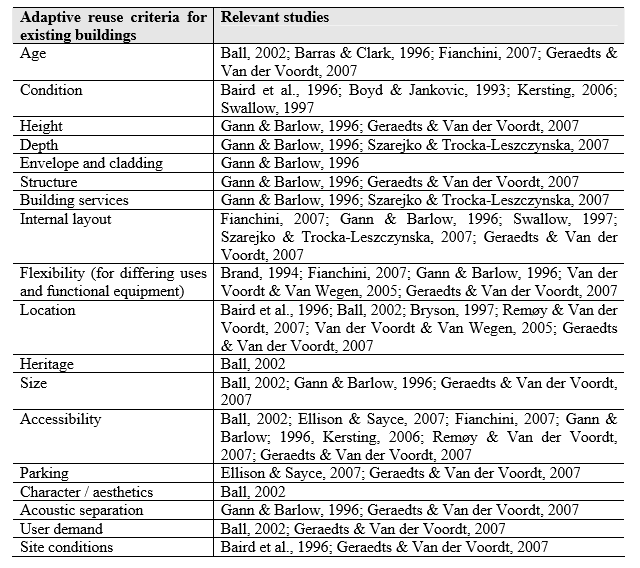 Adaptive reuse criteria for existing buildings
Relevant studies
Age
Ball, 2002; Barras & Clark, 1996; Fianchini, 2007; Geraedts &
Van der Voordt, 2007
Condition
Baird et al., 1996; Boyd & Jankovic, 1993; Kersting, 2006;
Swallow, 1997
Height
Gann & Barlow, 1996; Geraedts & Van der Voordt, 2007
Depth
Gann & Barlow, 1996; Szarejko & Trocka-Leszczynska, 2007
Envelope and cladding
Gann & Barlow, 1996
Structure
Gann & Barlow, 1996; Geraedts & Van der Voordt, 2007
Building services
Gann & Barlow, 1996; Szarejko & Trocka-Leszczynska, 2007
Internal layout
Fianchini, 2007; Gann & Barlow, 1996; Swallow, 1997;
Szarejko & Trocka-Leszczynska, 2007; Geraedts & Van der
Voordt, 2007
Flexibility (for differing uses
and functional equipment)
Brand, 1994; Fianchini, 2007; Gann & Barlow, 1996; Van der
Voordt & Van Wegen, 2005; Geraedts & Van der Voordt, 2007
Location
Baird et al., 1996; Ball, 2002; Bryson, 1997; Remøy & Van der
Voordt, 2007; Van der Voordt & Van Wegen, 2005; Geraedts
& Van der Voordt, 2007
Heritage
Ball, 2002
Size
Ball, 2002; Gann & Barlow, 1996; Geraedts & Van der Voordt,
2007
Accessibility
Ball, 2002; Ellison & Sayce, 2007; Fianchini, 2007; Gann &
Barlow; 1996, Kersting, 2006; Remøy & Van der Voordt,
2007; Geraedts & Van der Voordt, 2007
Parking
Ellison & Sayce, 2007; Geraedts & Van der Voordt, 2007
Character / aesthetics
Ball, 2002
Acoustic separation
Gann & Barlow, 1996; Geraedts & Van der Voordt, 2007
User demand
Ball, 2002; Geraedts & Van der Voordt, 2007
Site conditions
Baird et al., 1996; Geraedts & Van der Voordt, 2007